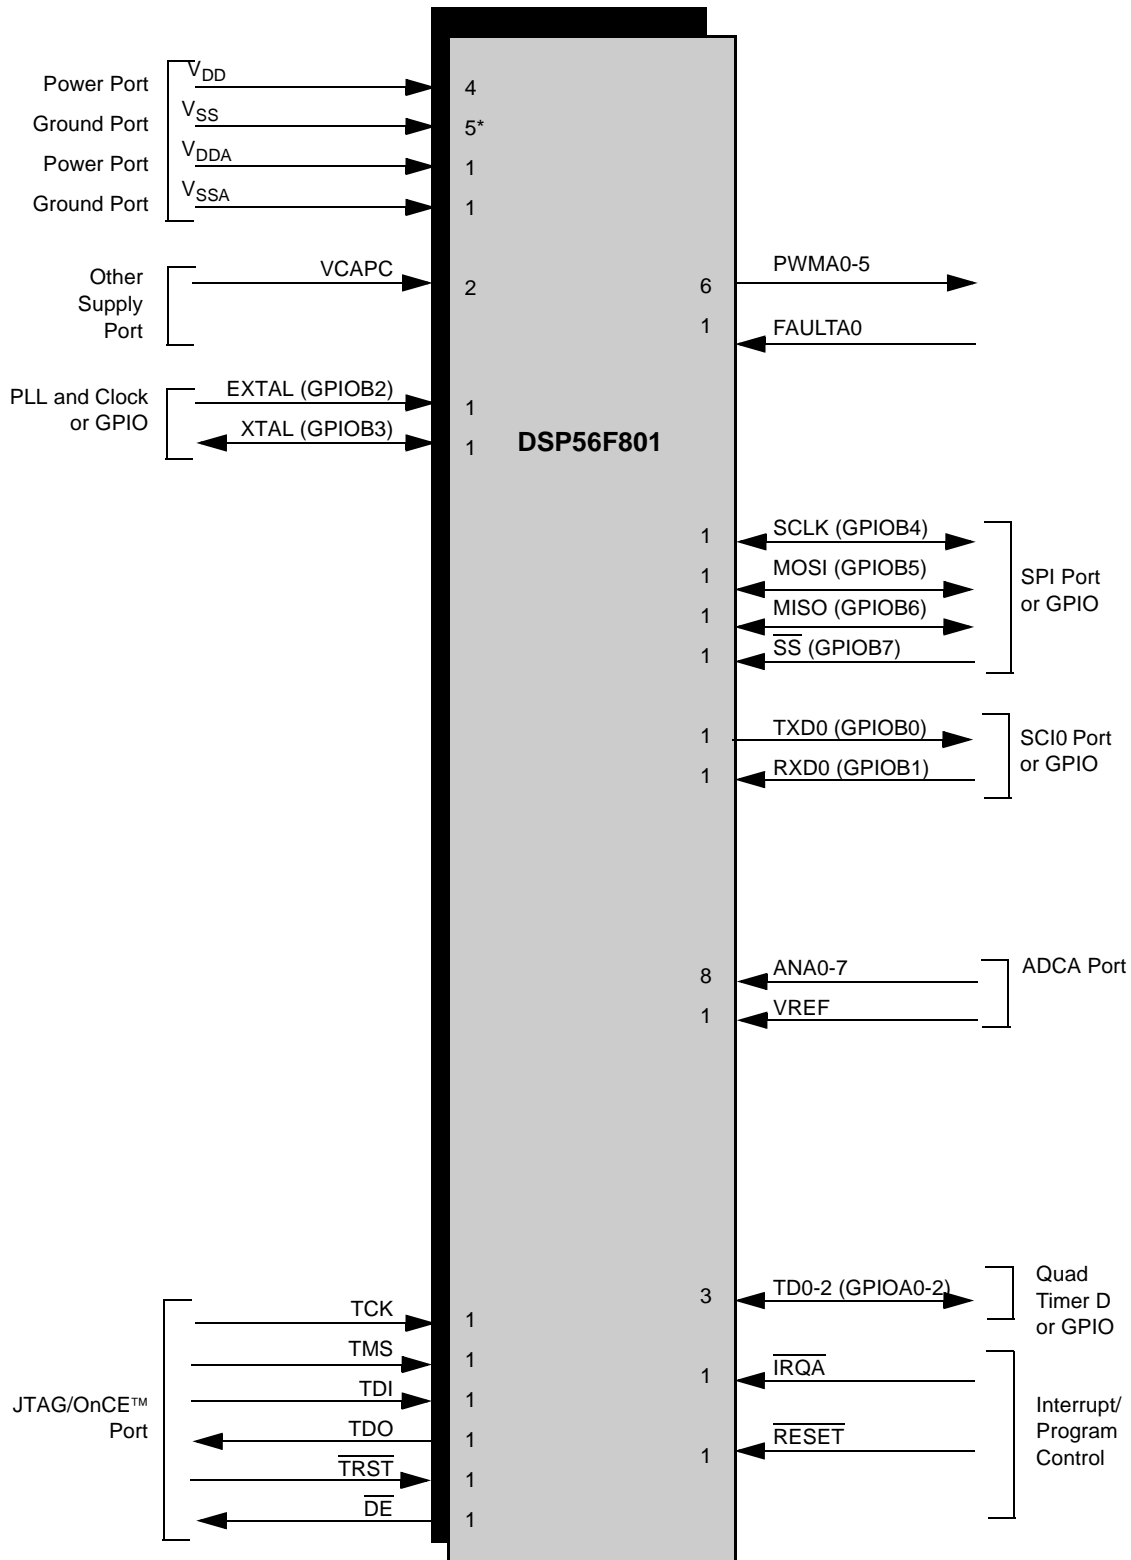 Power Port VDD 4
Ground Port VSS 5*
Power Port VDDA 1
Ground Port VSSA 1
Other
Supply
Port
VCAPC 2
PLL and Clock
or GPIO
EXTAL (GPIOB2) 1
XTAL (GPIOB3) 1
DSP56F801
6 PWMA0-5
1 FAULTA0
1 SCLK (GPIOB4)
1 MOSI (GPIOB5)
1 MISO (GPIOB6)
1 S̅S̅ (GPIOB7)
SPI Port
or GPIO
1 TXD0 (GPIOB0)
1 RXD0 (GPIOB1)
SCI0 Port
or GPIO
8 ANA0-7
1 VREF
ADCA Port
3 TD0-2 (GPIOA0-2)
Quad
Timer D
or GPIO
1 I̅R̅Q̅A̅
1 R̅E̅S̅E̅T̅
Interrupt/
Program
Control
JTAG/OnCE™
Port
TCK 1
TMS 1
TDI 1
TDO 1
T̅R̅S̅T̅ 1
D̅E̅ 1